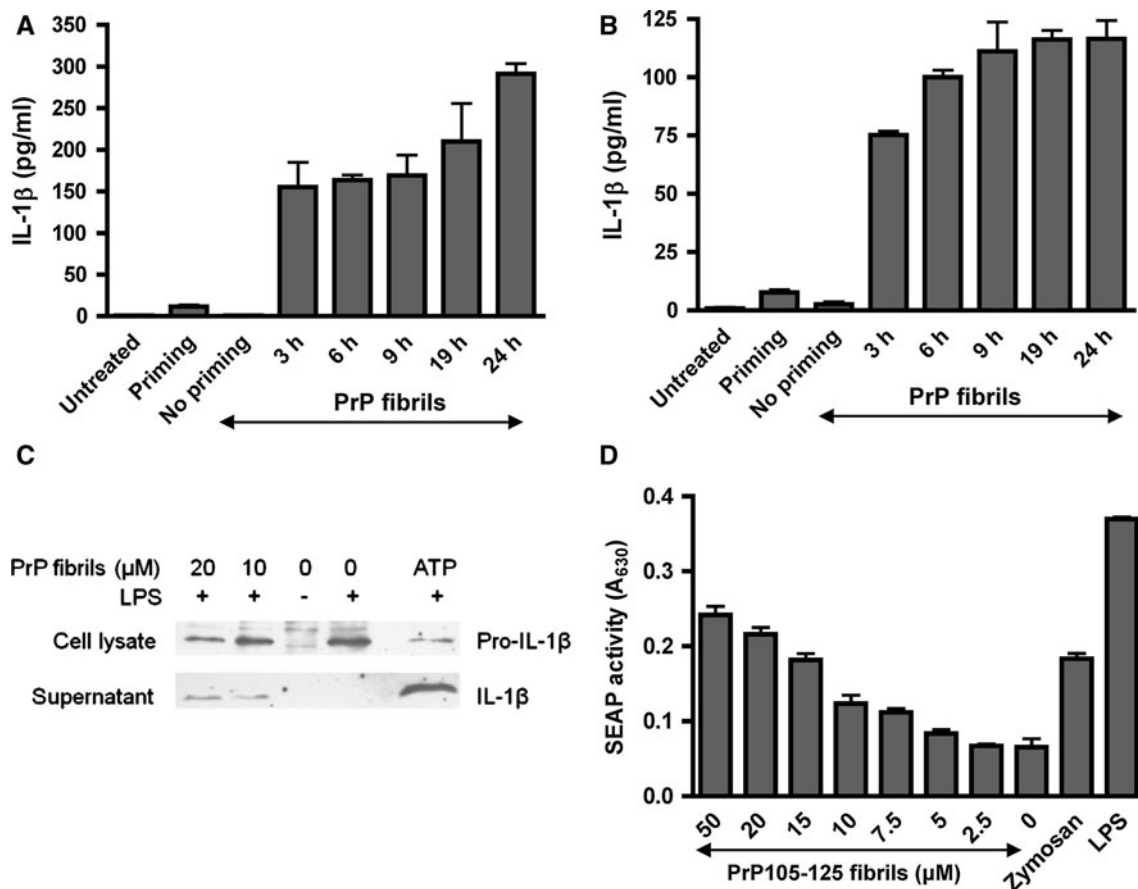 A
IL-1β (pg/ml)
350
300
250
200
150
100
50
0
Untreated
Priming
No priming
3 h
6 h
9 h
19 h
24 h
PrP fibrils
B
IL-1β (pg/ml)
125
100
75
50
25
0
Untreated
Priming
No priming
3 h
6 h
9 h
19 h
24 h
PrP fibrils
C
PrP fibrils (μM) 20 10 0 0 ATP
LPS + + - + +
Cell lysate Pro-IL-1β
Supernatant IL-1β
D
SEAP activity (A630)
0.4
0.3
0.2
0.1
0.0
50
20
15
10
7.5
5
2.5
0
Zymosan
LPS
PrP105-125 fibrils (μM)